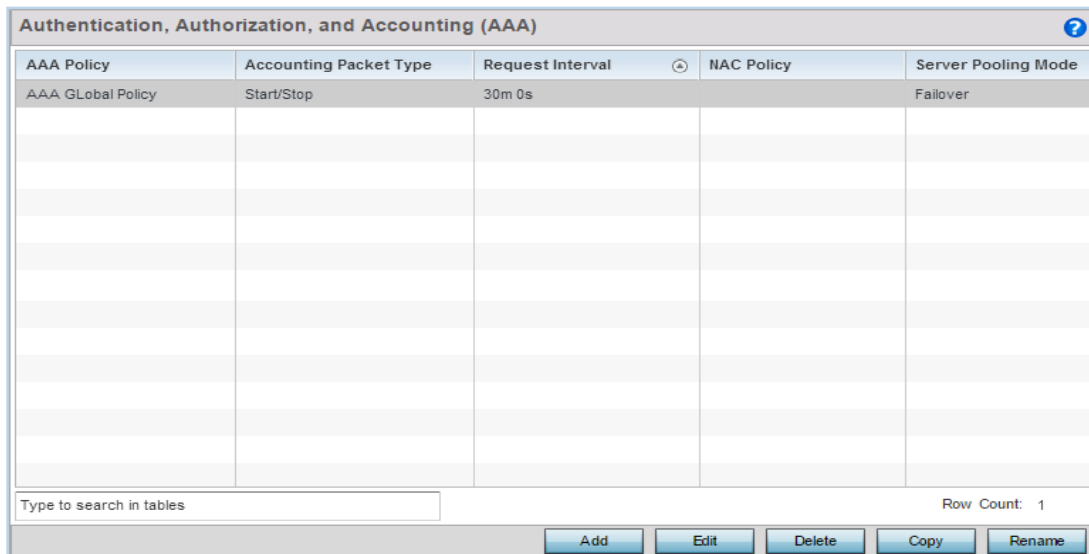 Authentication, Authorization, and Accounting (AAA)
?
AAA Policy Accounting Packet Type Request Interval NAC Policy Server Pooling Mode
AAA GLobal Policy Start/Stop 30m 0s Failover
Type to search in tables Row Count: 1
Add Edit Delete Copy Rename